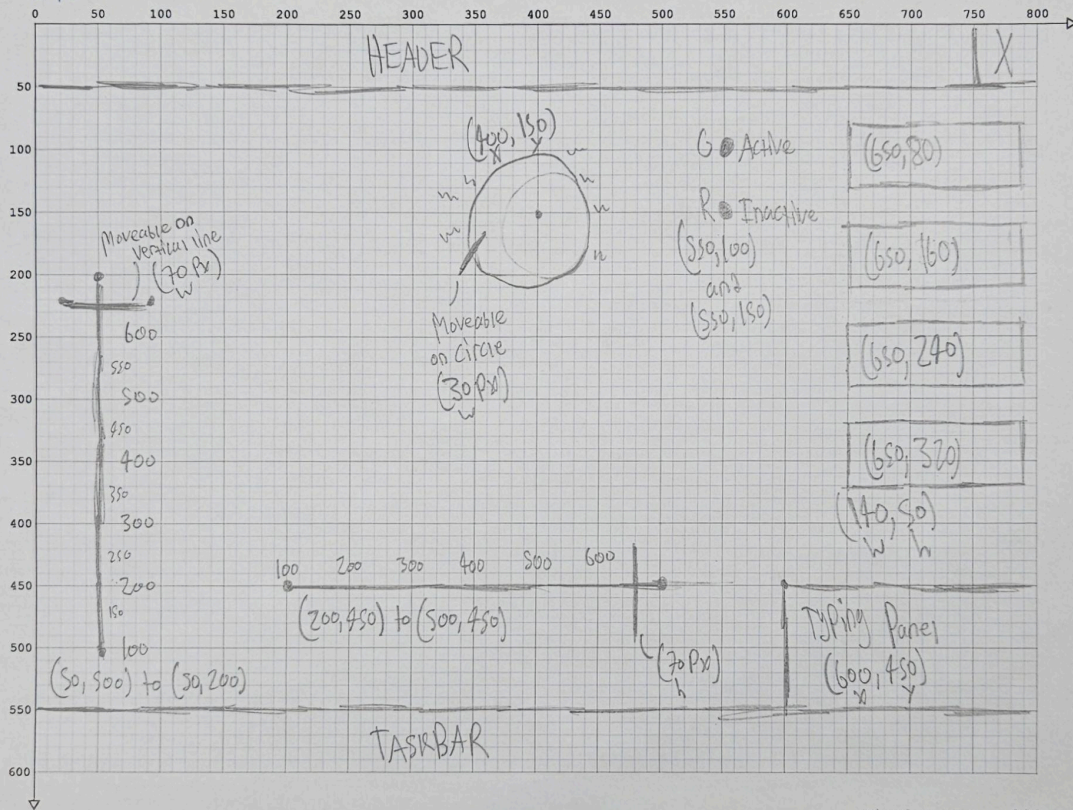 0 50 100 150 200 250 300 350 400 450 500 550 600 650 700 750 800
HEADER
X
50
(400, 150)
X Y
100
G Active
(650,80)
150
R Inactive
Moveable on
vertical line
(70 Px)
W
(550,100)
and
(550,150)
(650,160)
200
250
600
550
500
450
400
350
300
250
200
150
100
Moveable
on Circle
(30 Px)
W
(650,240)
300
350
(650,320)
400
(140,50)
W h
100 200 300 400 500 600
450
(200,450) to (500,450)
Typing Panel
(600,450)
X Y
500
(70 Px)
h
(50,500) to (50,200)
550
TASKBAR
600